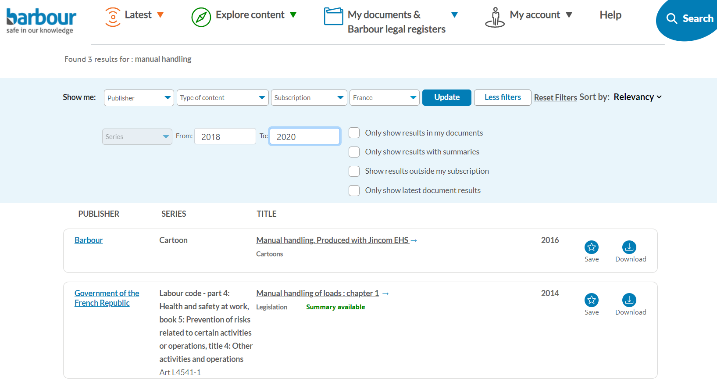 barbour
safe in our knowledge
Latest
Explore content
My documents &
Barbour legal registers
My account
Help
Search
Found 3 results for : manual handling
Show me:
Publisher
Type of content
Subscription
France
Update
Less filters
Reset Filters
Sort by:
Relevancy
Series
From:
2018
To:
2020
Only show results in my documents
Only show results with summaries
Show results outside my subscription
Only show latest document results
PUBLISHER
SERIES
TITLE
Barbour
Cartoon
Manual handling, Produced with Jincom EHS →
2016
Cartoons
Save
Download
Government of the
French Republic
Labour code - part 4:
Health and safety at work,
book 5: Prevention of risks
related to certain activities
or operations, title 4: Other
activities and operations
Art L4541-1
Manual handling of loads : chapter 1 →
2014
Legislation
Summary available
Save
Download